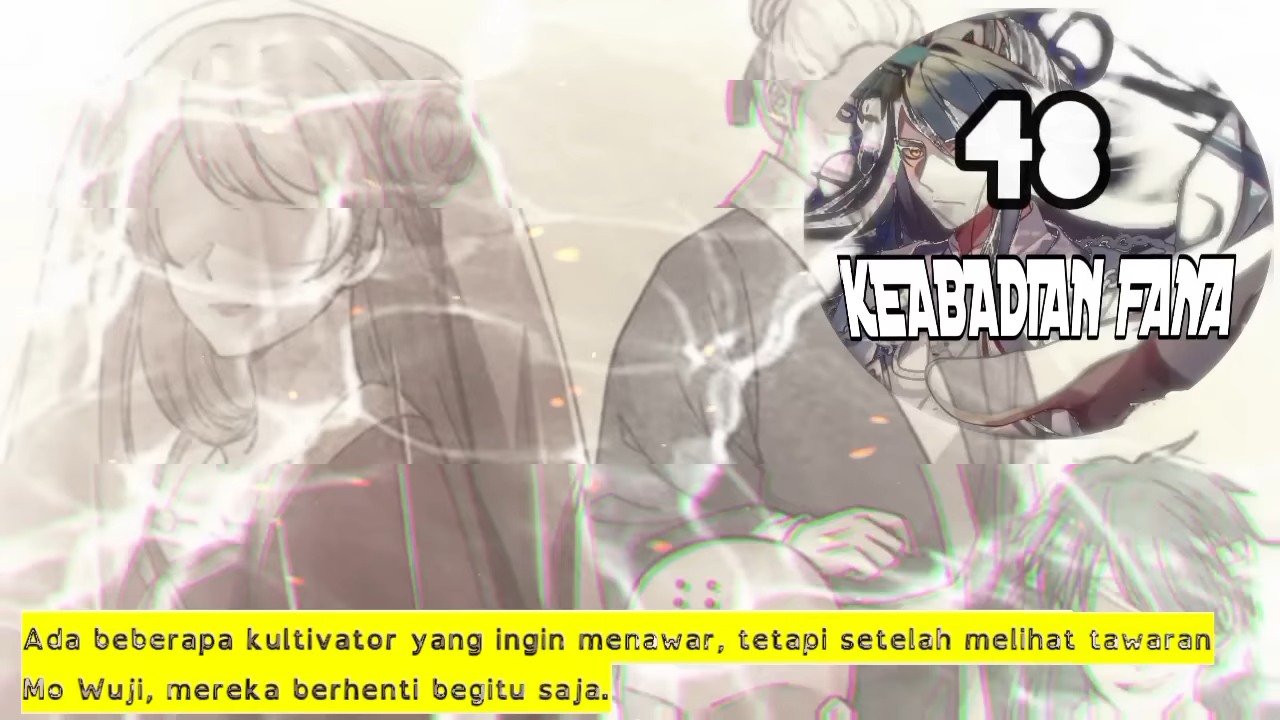 48
KEABADIAN FANA
Ada beberapa kultivator yang ingin menawar, tetapi setelah melihat tawaran
Mo Wuji, mereka berhenti begitu saja.